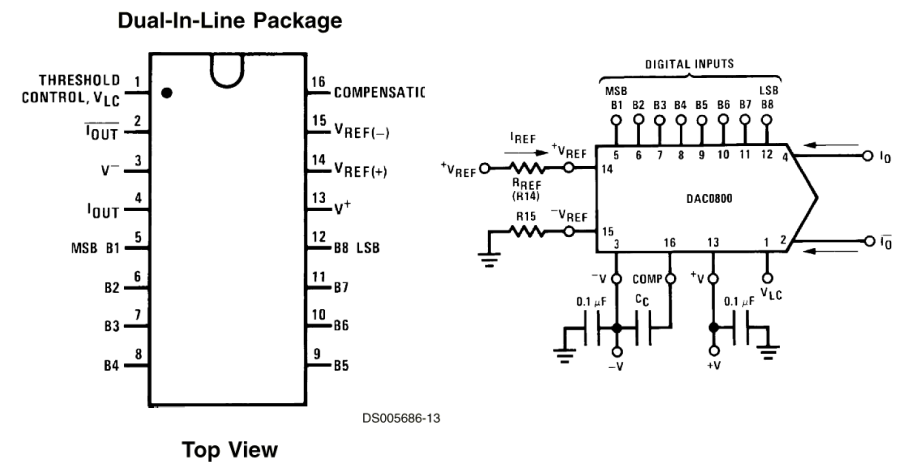 Dual-In-Line Package
THRESHOLD
CONTROL, VLC
1
IOUT
2
V−
3
IOUT
4
MSB B1
5
B2
6
B3
7
B4
8
16
COMPENSATIC
15
VREF(−)
14
VREF(+)
13
V+
12
B8 LSB
11
B7
10
B6
9
B5
DS005686-13
Top View
DIGITAL INPUTS
MSB LSB
B1 B2 B3 B4 B5 B6 B7 B8
5 6 7 8 9 10 11 12
IREF
+VREF
RREF
(R14)
+VREF
14
DAC0800
4
IO
R15
−VREF
15
2
IO
3 16 13 1
−V COMP +V VLC
0.1 µF CC 0.1 µF
−V +V